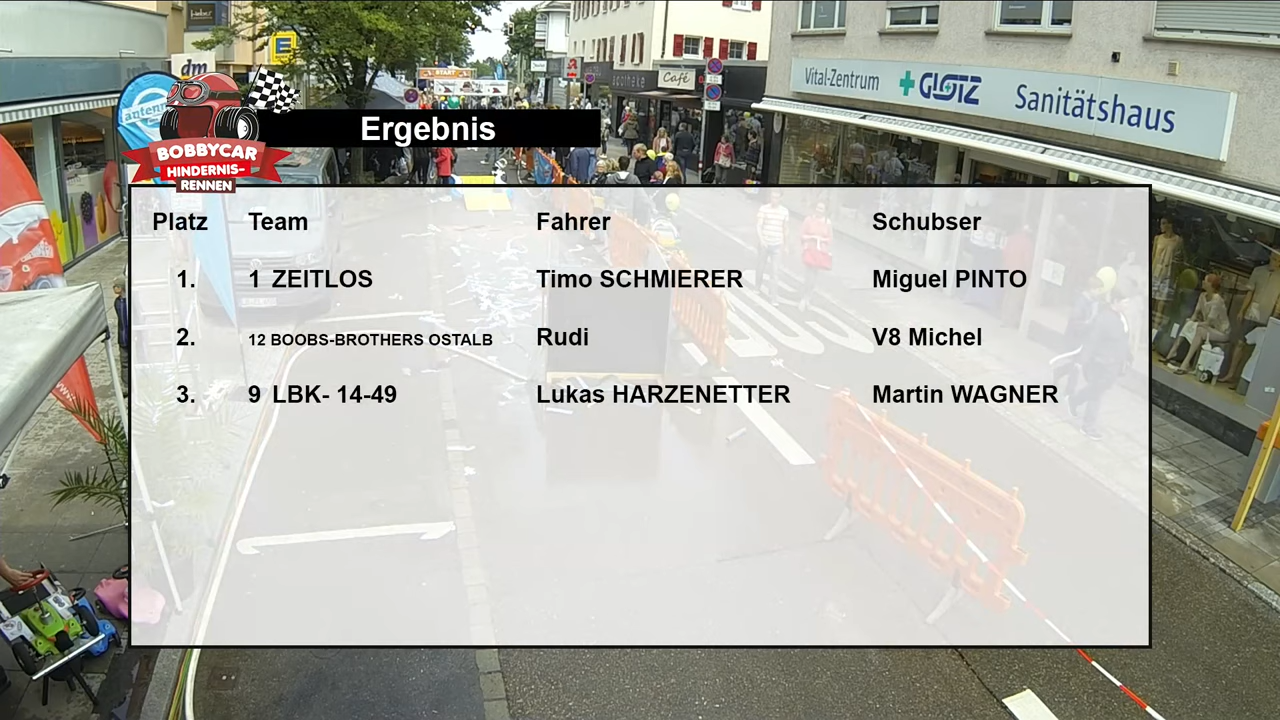 dm
E
START
Café
Vital-Zentrum + GLOTZ Sanitätshaus
antenne
BOBBYCAR
HINDERNIS-
RENNEN
Ergebnis
Platz Team Fahrer Schubser
1. 1 ZEITLOS Timo SCHMIERER Miguel PINTO
2. 12 BOOBS-BROTHERS OSTALB Rudi V8 Michel
3. 9 LBK- 14-49 Lukas HARZENETTER Martin WAGNER